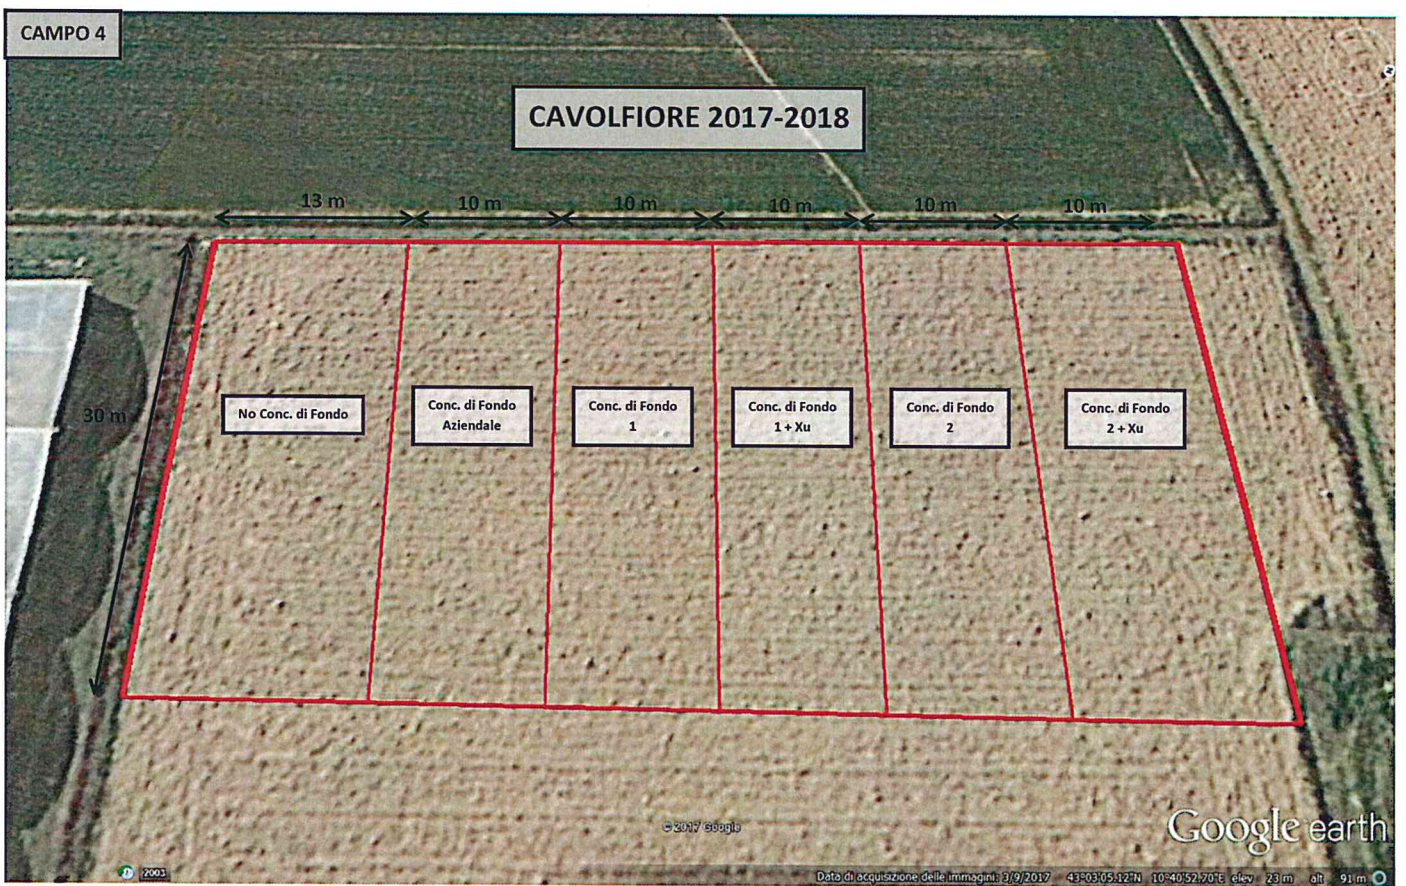 CAMPO 4
CAVOLFIORE 2017-2018
13 m 10 m 10 m 10 m 10 m 10 m
30 m
No Conc. di Fondo
Conc. di Fondo
Aziendale
Conc. di Fondo
1
Conc. di Fondo
1 + Xu
Conc. di Fondo
2
Conc. di Fondo
2 + Xu
N
© 2017 Google
Google earth
2003
Data di acquisizione delle immagini: 3/9/2017 43°03'05.12"N 10°40'52.70"E elev 23 m alt 91 m